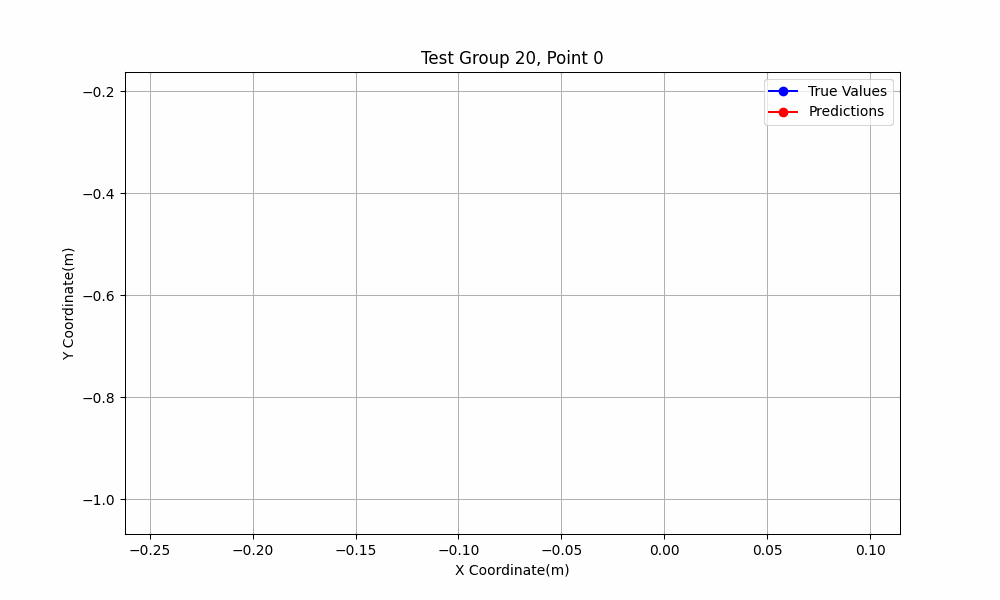 Test Group 20, Point 0
True Values
Predictions
−0.2
−0.4
−0.6
−0.8
−1.0
Y Coordinate(m)
−0.25 −0.20 −0.15 −0.10 −0.05 0.00 0.05 0.10
X Coordinate(m)